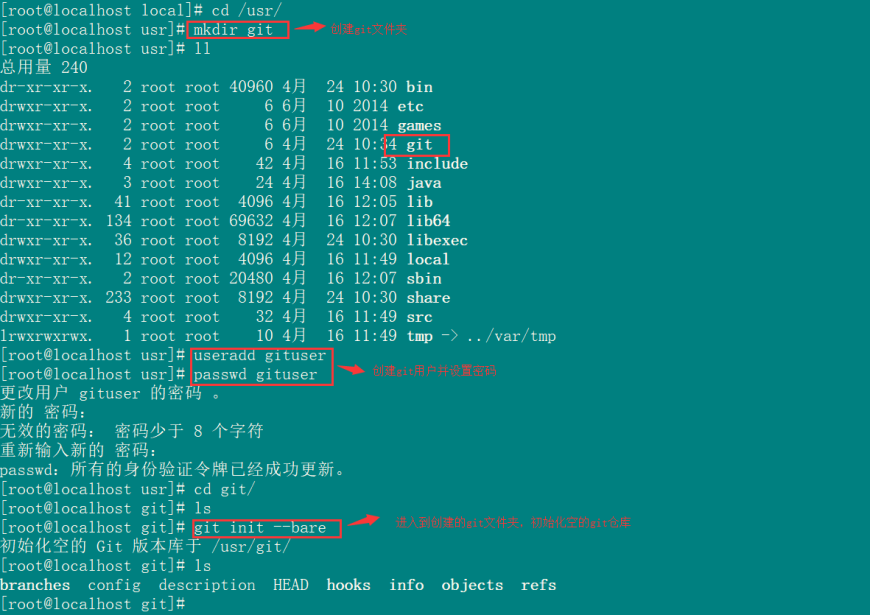 [root@localhost local]# cd /usr/
[root@localhost usr]# mkdir git 创建git文件夹
[root@localhost usr]# ll
总用量 240
dr-xr-xr-x. 2 root root 40960 4月 24 10:30 bin
drwxr-xr-x. 2 root root 6 6月 10 2014 etc
drwxr-xr-x. 2 root root 6 6月 10 2014 games
drwxr-xr-x. 2 root root 6 4月 24 10:34 git
drwxr-xr-x. 4 root root 42 4月 16 11:53 include
drwxr-xr-x. 3 root root 24 4月 16 14:08 java
dr-xr-xr-x. 41 root root 4096 4月 16 12:05 lib
dr-xr-xr-x. 134 root root 69632 4月 16 12:07 lib64
drwxr-xr-x. 36 root root 8192 4月 24 10:30 libexec
drwxr-xr-x. 12 root root 4096 4月 16 11:49 local
dr-xr-xr-x. 2 root root 20480 4月 16 12:07 sbin
drwxr-xr-x. 233 root root 8192 4月 24 10:30 share
drwxr-xr-x. 4 root root 32 4月 16 11:49 src
lrwxrwxrwx. 1 root root 10 4月 16 11:49 tmp -> ../var/tmp
[root@localhost usr]# useradd gituser
[root@localhost usr]# passwd gituser 创建git用户并设置密码
更改用户 gituser 的密码 。
新的 密码：
无效的密码： 密码少于 8 个字符
重新输入新的 密码：
passwd：所有的身份验证令牌已经成功更新。
[root@localhost usr]# cd git/
[root@localhost git]# ls
[root@localhost git]# git init --bare 进入到创建的git文件夹，初始化空的git仓库
初始化空的 Git 版本库于 /usr/git/
[root@localhost git]# ls
branches config description HEAD hooks info objects refs
[root@localhost git]#